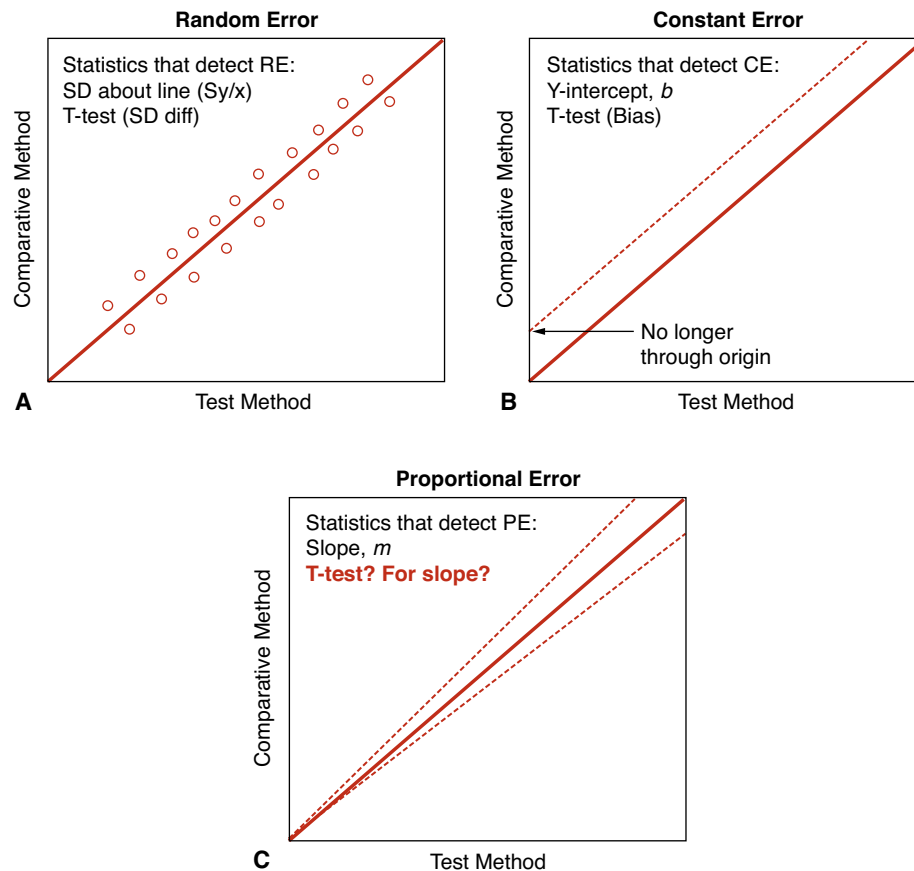 Random Error
Statistics that detect RE:
SD about line (Sy/x)
T-test (SD diff)
Comparative Method
A
Test Method
Constant Error
Statistics that detect CE:
Y-intercept, b
T-test (Bias)
No longer
through origin
Comparative Method
B
Test Method
Proportional Error
Statistics that detect PE:
Slope, m
T-test? For slope?
Comparative Method
C
Test Method